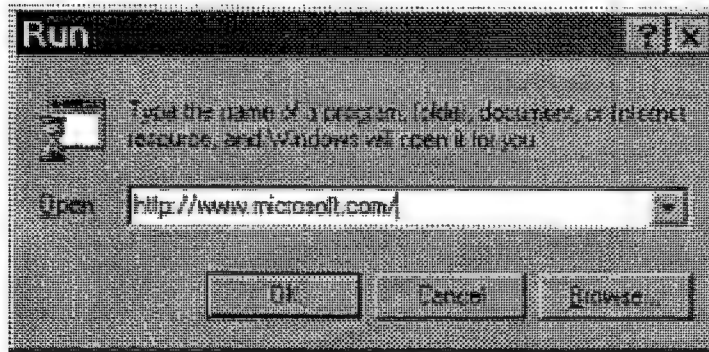 Run
Type the name of a program, folder, document, or Internet
resource, and Windows will open it for you.
Open
http://www.microsoft.com/
OK
Cancel
Browse...